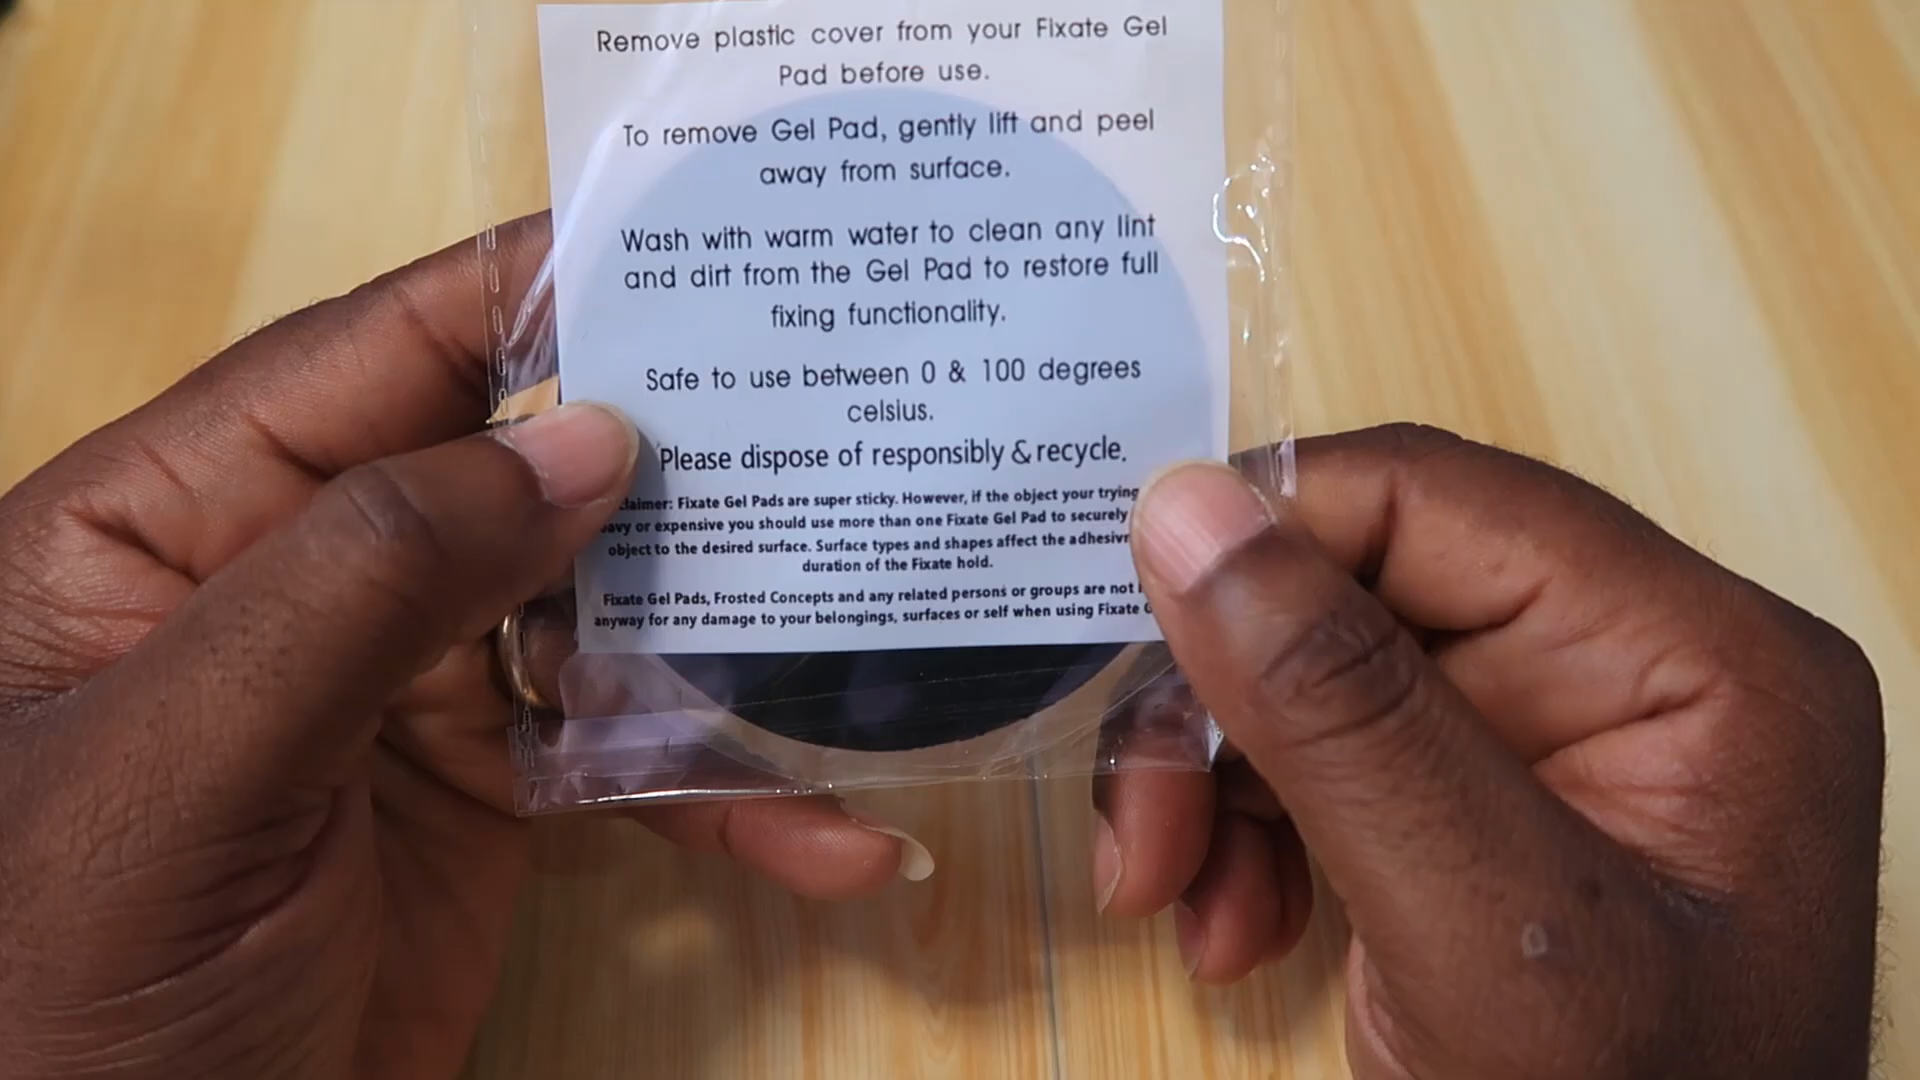 Remove plastic cover from your Fixate Gel
Pad before use.
To remove Gel Pad, gently lift and peel
away from surface.
Wash with warm water to clean any lint
and dirt from the Gel Pad to restore full
fixing functionality.
Safe to use between 0 & 100 degrees
celsius.
Please dispose of responsibly & recycle.
Fixate Gel Pads are super sticky. However, if the object your trying
or expensive you should use more than one Fixate Gel Pad to securely
object to the desired surface. Surface types and shapes affect the
duration of the Fixate hold.
Fixate Gel Pads, Frosted Concepts and any related persons or groups are not
anyway for any damage to your belongings, surfaces or self when using Fixate